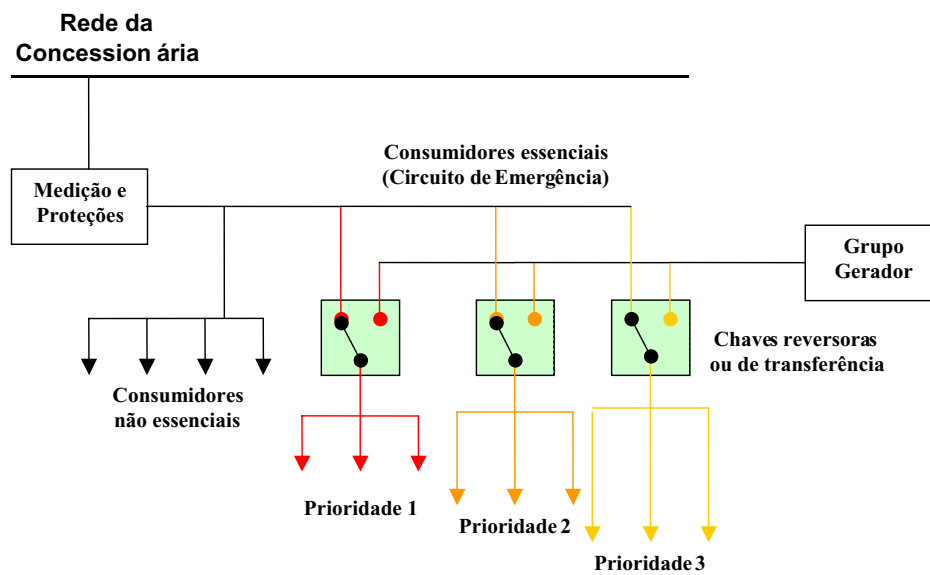 Rede da
Concession ária
Consumidores essenciais
(Circuito de Emergência)
Medição e
Proteções
Grupo
Gerador
Chaves reversoras
ou de transferência
Consumidores
não essenciais
Prioridade 1
Prioridade 2
Prioridade 3